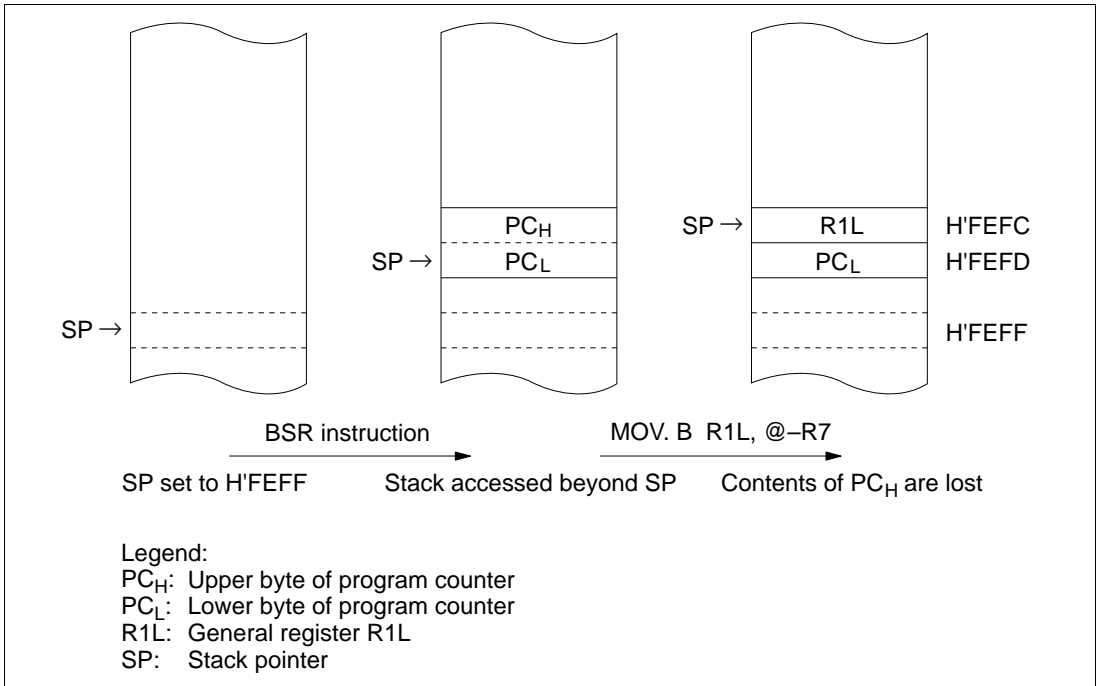 PCH
SP → R1L H'FEFC
SP → PCL PCL H'FEFD
SP → H'FEFF
BSR instruction MOV. B R1L, @–R7
SP set to H'FEFF Stack accessed beyond SP Contents of PCH are lost
Legend:
PCH: Upper byte of program counter
PCL: Lower byte of program counter
R1L: General register R1L
SP: Stack pointer